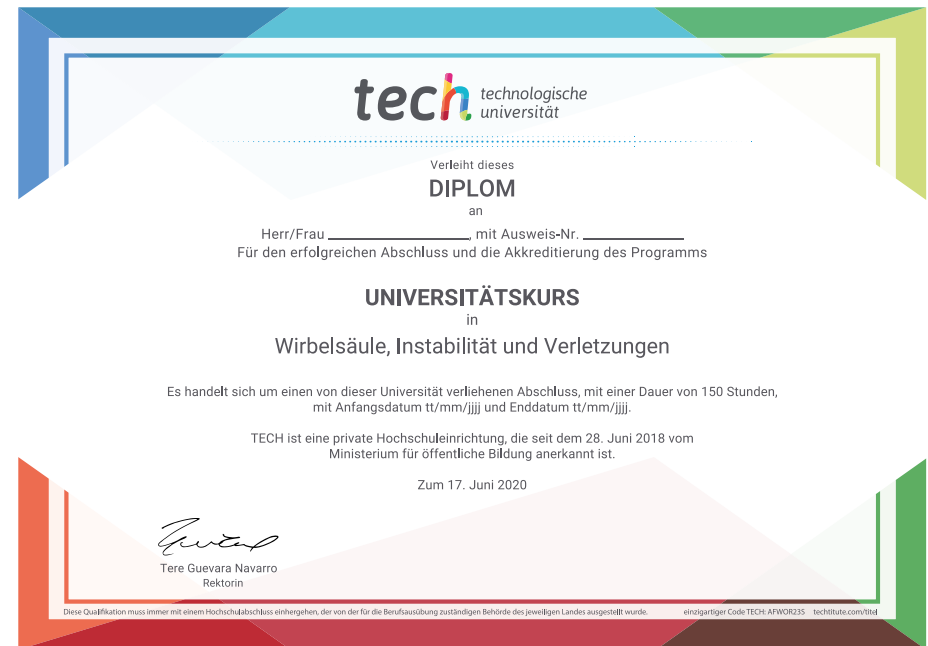 tech technologische
universität
Verleiht dieses
DIPLOM
an
Herr/Frau ____________, mit Ausweis-Nr. ____________
Für den erfolgreichen Abschluss und die Akkreditierung des Programms
UNIVERSITÄTSKURS
in
Wirbelsäule, Instabilität und Verletzungen
Es handelt sich um einen von dieser Universität verliehenen Abschluss, mit einer Dauer von 150 Stunden,
mit Anfangsdatum tt/mm/jjjj und Enddatum tt/mm/jjjj.
TECH ist eine private Hochschuleinrichtung, die seit dem 28. Juni 2018 vom
Ministerium für öffentliche Bildung anerkannt ist.
Zum 17. Juni 2020
Tere Guevara Navarro
Rektorin
Diese Qualifikation muss immer mit einem Hochschulabschluss einhergehen, der von der für die Berufsausübung zuständigen Behörde des jeweiligen Landes ausgestellt wurde. einzigartiger Code TECH: AFWOR23S techtitute.com/titel